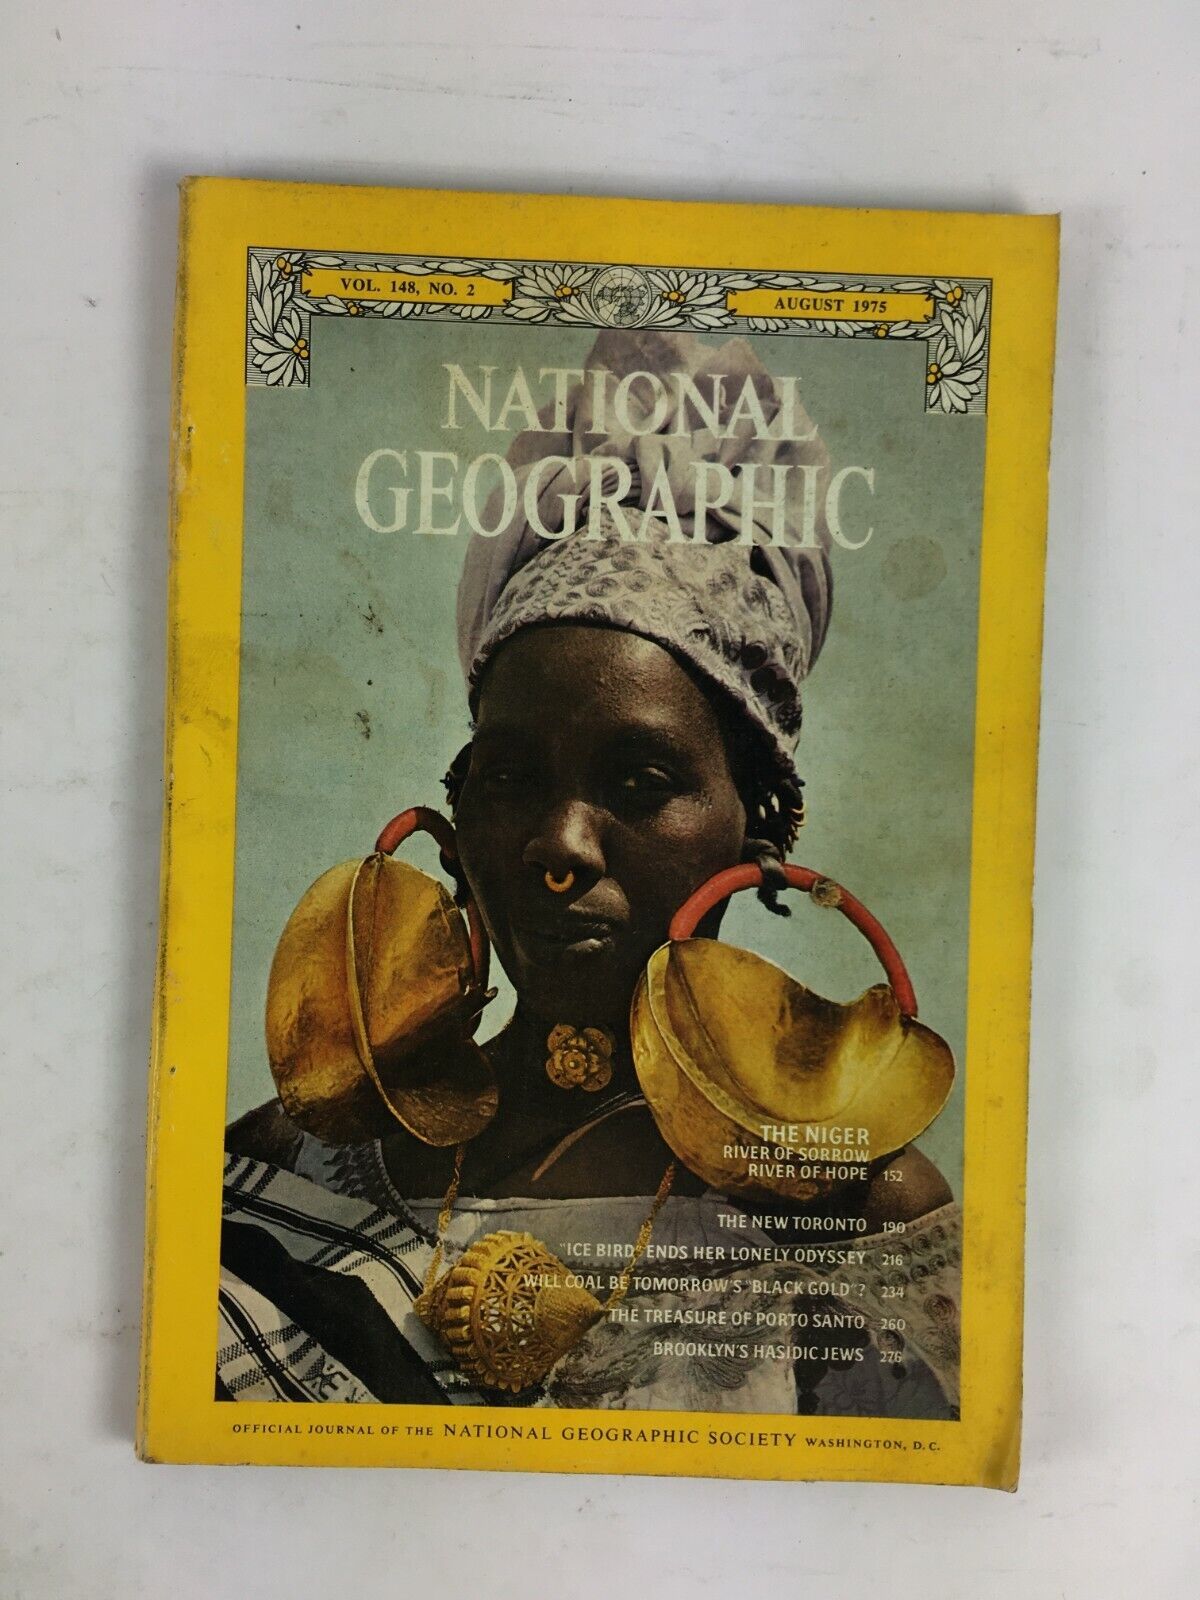 VOL. 148, NO. 2
AUGUST 1975
NATIONAL
GEOGRAPHIC
THE NIGER
RIVER OF SORROW
RIVER OF HOPE 152
THE NEW TORONTO 190
"ICE BIRD" ENDS HER LONELY ODYSSEY 216
WILL COAL BE TOMORROW'S "BLACK GOLD"? 234
THE TREASURE OF PORTO SANTO 260
BROOKLYN'S HASIDIC JEWS 276
OFFICIAL JOURNAL OF THE NATIONAL GEOGRAPHIC SOCIETY WASHINGTON, D.C.